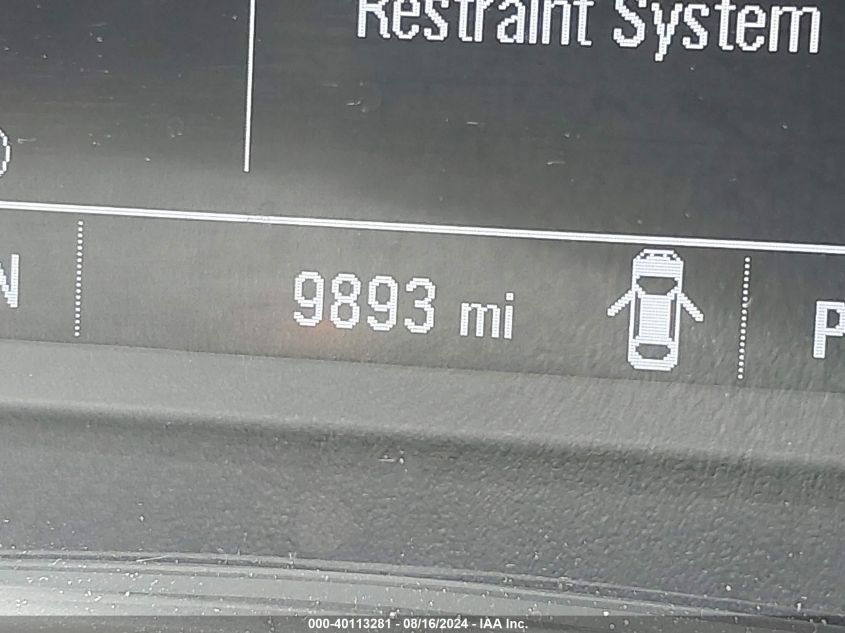 Restraint System
N
9893 mi
P
000-40113281 - 08/16/2024 - IAA Inc.